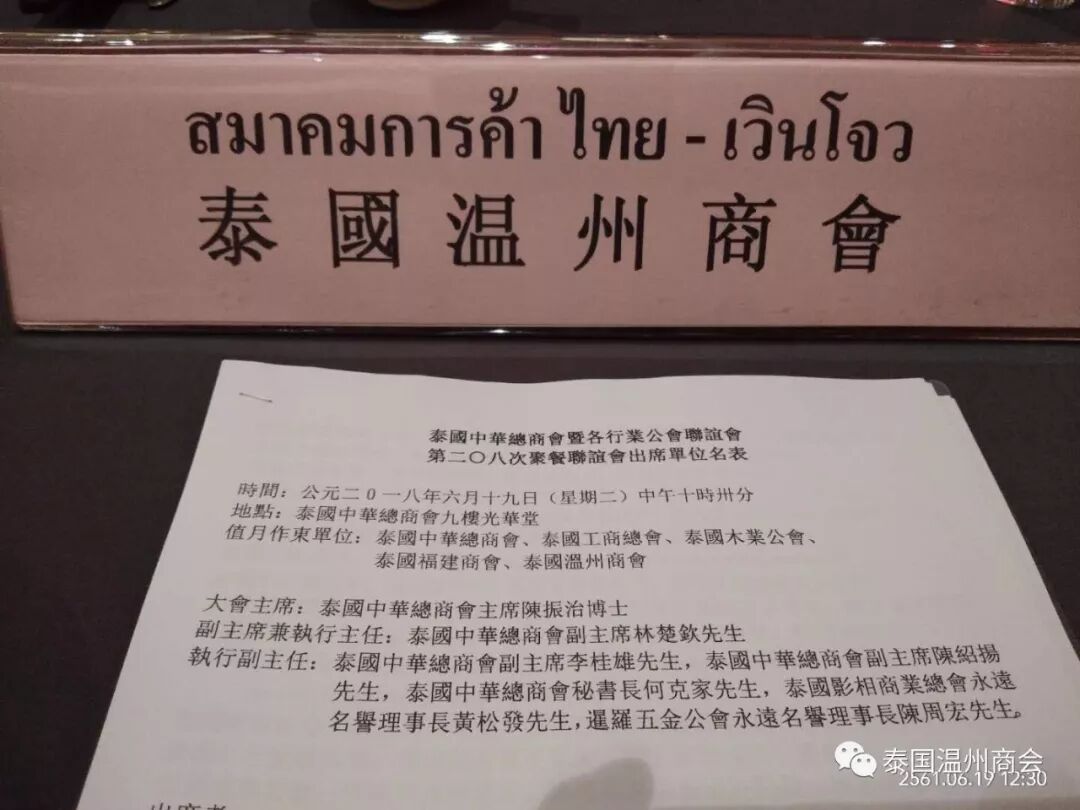 สมาคมการค้า ไทย - เวินโจว
泰國温州商會
泰國中華總商會暨各行業公會聯誼會
第二〇八次聚餐聯誼會出席單位名表
時間：公元二0一八年六月十九日（星期二）中午十時卅分
地點：泰國中華總商會九樓光華堂
值月作東單位：泰國中華總商會、泰國工商總會、泰國木業公會、
泰國福建商會、泰國溫州商會
大會主席：泰國中華總商會主席陳振治博士
副主席兼執行主任：泰國中華總商會副主席林楚欽先生
執行副主任：泰國中華總商會副主席李桂雄先生，泰國中華總商會副主席陳紹揚
先生，泰國中華總商會秘書長何克家先生，泰國影相商業總會永遠
名譽理事長黃松發先生，暹羅五金公會永遠名譽理事長陳周宏先生。
泰国温州商会
2561.06.19 12:30